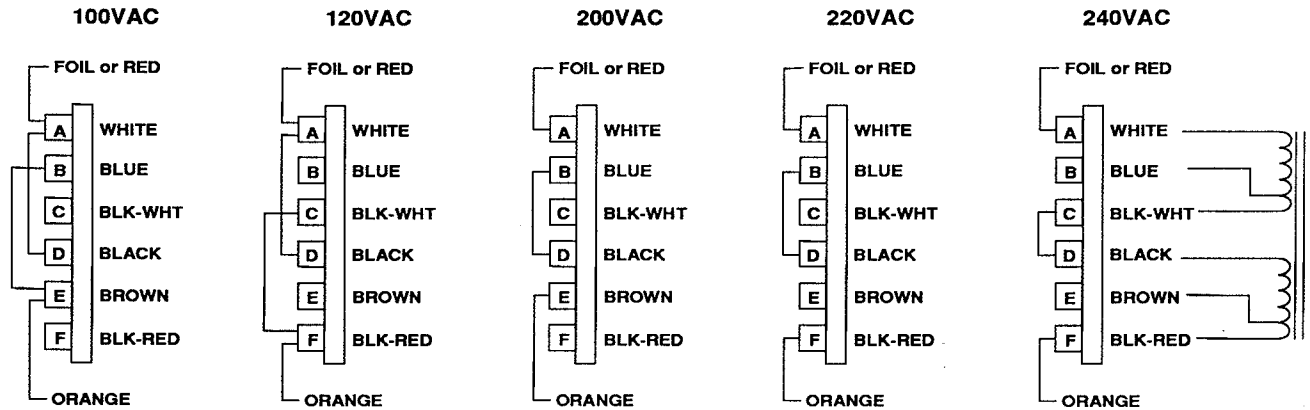 100VAC 120VAC 200VAC 220VAC 240VAC
FOIL or RED FOIL or RED FOIL or RED FOIL or RED FOIL or RED
A WHITE A WHITE A WHITE A WHITE A WHITE
B BLUE B BLUE B BLUE B BLUE B BLUE
C BLK-WHT C BLK-WHT C BLK-WHT C BLK-WHT C BLK-WHT
D BLACK D BLACK D BLACK D BLACK D BLACK
E BROWN E BROWN E BROWN E BROWN E BROWN
F BLK-RED F BLK-RED F BLK-RED F BLK-RED F BLK-RED
ORANGE ORANGE ORANGE ORANGE ORANGE